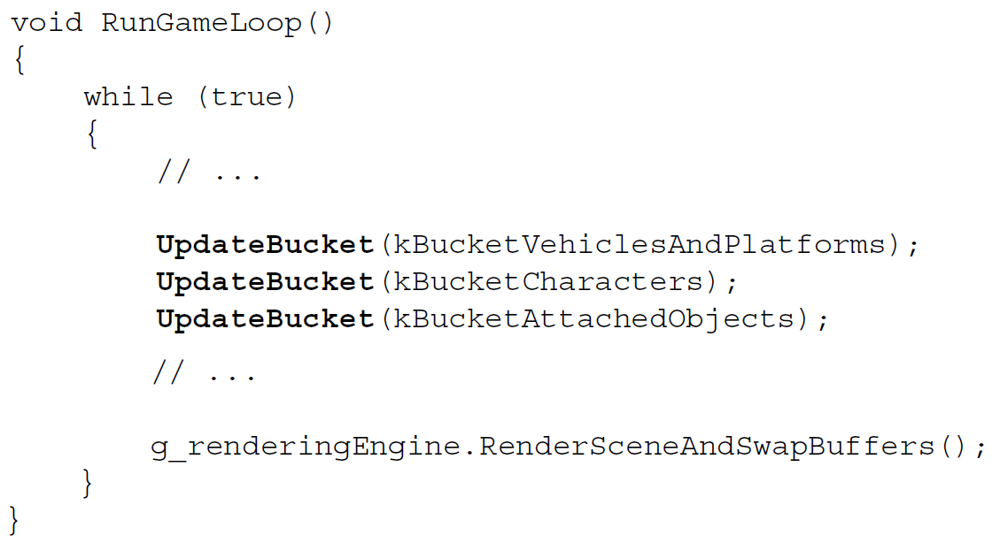 void RunGameLoop()
{
    while (true)
    {
        // ...
        UpdateBucket(kBucketVehiclesAndPlatforms);
        UpdateBucket(kBucketCharacters);
        UpdateBucket(kBucketAttachedObjects);
        // ...
        g_renderingEngine.RenderSceneAndSwapBuffers();
    }
}